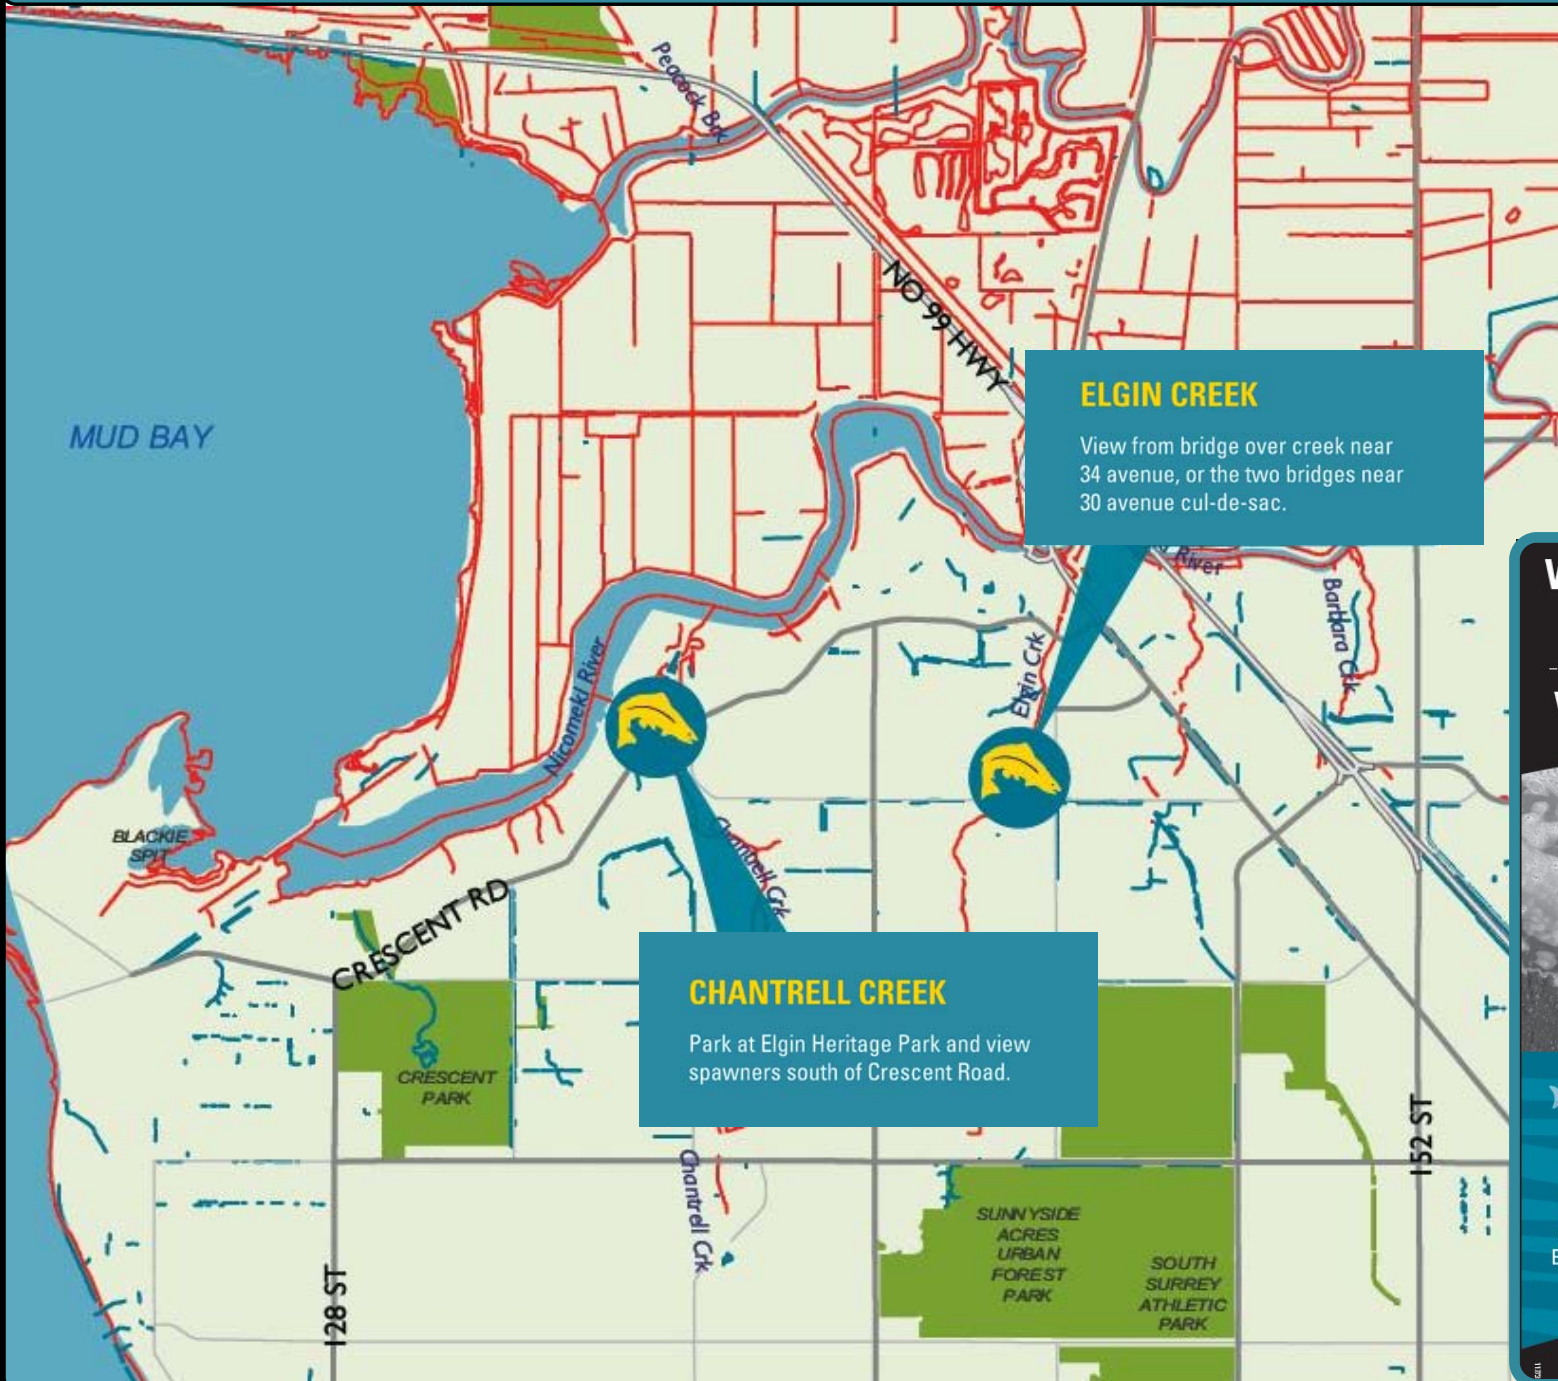 Peacock Brk
NO 99 HWY
MUD BAY
ELGIN CREEK
View from bridge over creek near
34 avenue, or the two bridges near
30 avenue cul-de-sac.
River
Barbara Crk
Elgin Crk
Nicomekl River
BLACKIE
SPIT
Chantrell Crk
CRESCENT RD
CHANTRELL CREEK
Park at Elgin Heritage Park and view
spawners south of Crescent Road.
CRESCENT
PARK
152 ST
Chantrell Crk
SUNNYSIDE
ACRES
URBAN
FOREST
PARK
SOUTH
SURREY
ATHLETIC
PARK
128 ST